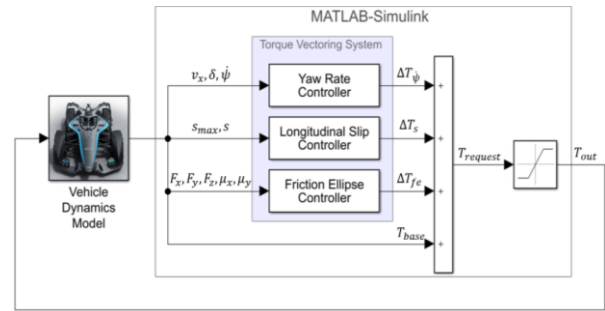 MATLAB-Simulink
Torque Vectoring System
v_x, δ, ψ̇
Yaw Rate
Controller
ΔT_ψ̇
+
s_max, s
Longitudinal Slip
Controller
ΔT_s
+
T_request
T_out
F_x, F_y, F_z, μ_x, μ_y
Friction Ellipse
Controller
ΔT_fe
+
T_base
+
Vehicle
Dynamics
Model